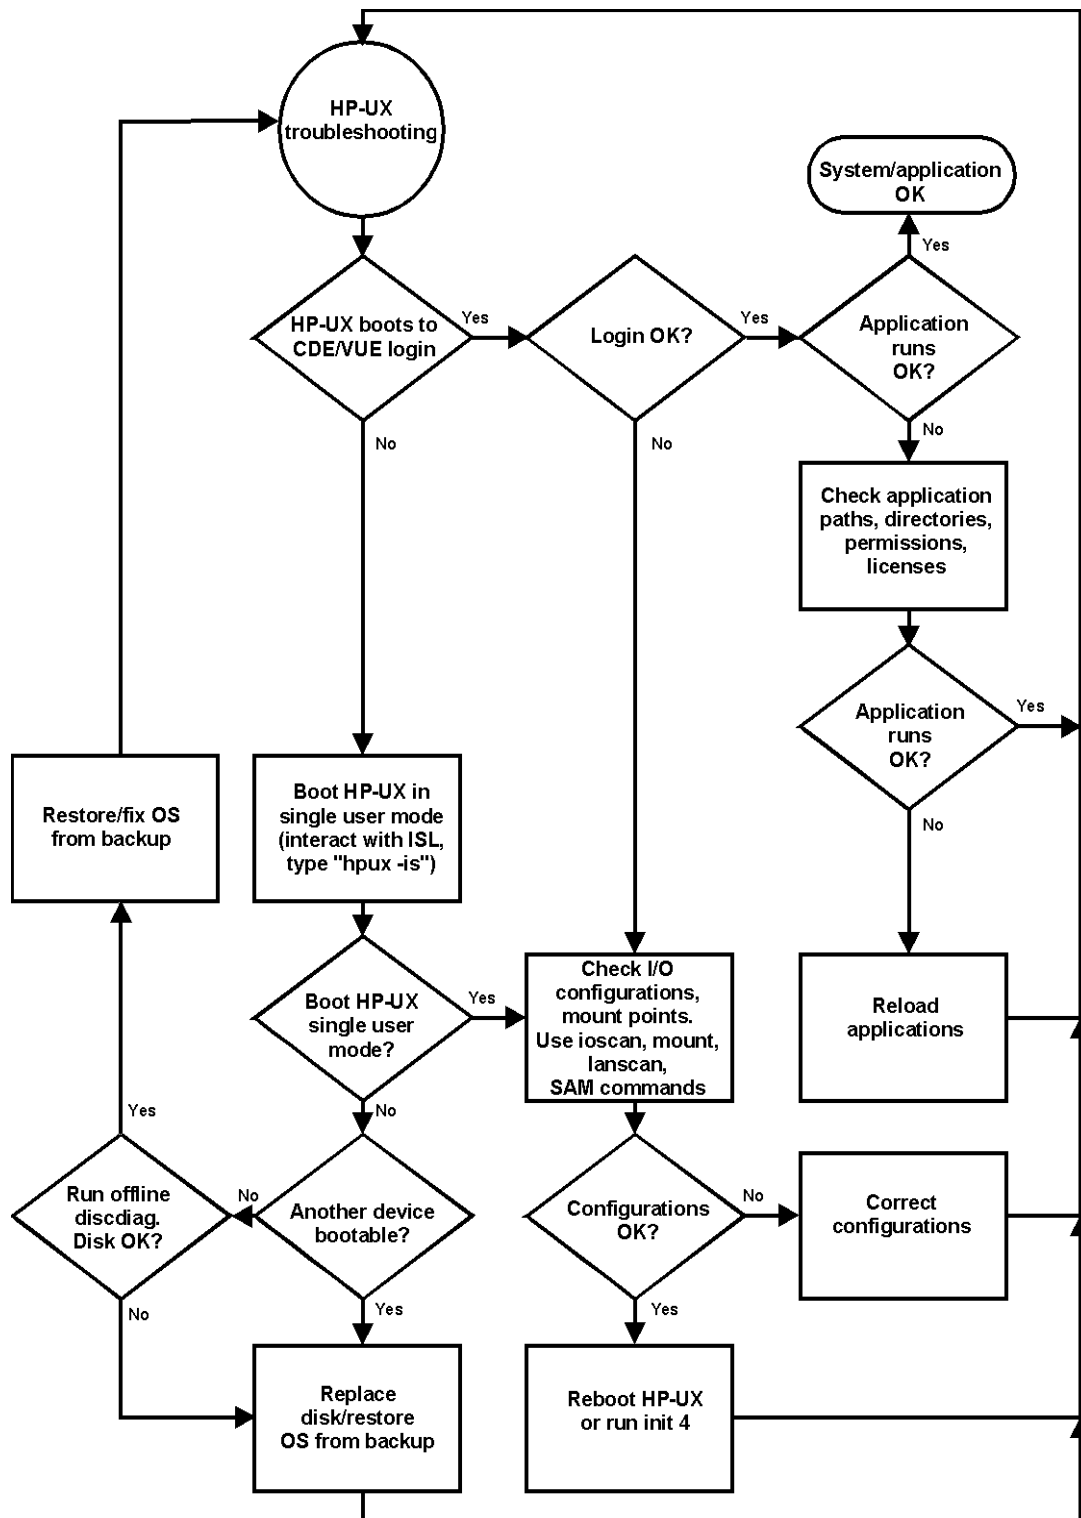 HP-UX
troubleshooting
System/application
OK
Yes
HP-UX boots to
CDE/VUE login
Yes
Login OK?
Yes
Application
runs
OK?
No
No
No
Check application
paths, directories,
permissions,
licenses
Application
runs
OK?
Yes
No
Restore/fix OS
from backup
Boot HP-UX in
single user mode
(interact with ISL,
type "hpux -is")
Boot HP-UX
single user
mode?
Yes
Check I/O
configurations,
mount points.
Use ioscan, mount,
lanscan,
SAM commands
Reload
applications
Yes
No
Run offline
discdiag.
Disk OK?
No
Another device
bootable?
Configurations
OK?
No
Correct
configurations
No
Yes
Yes
Replace
disk/restore
OS from backup
Reboot HP-UX
or run init 4